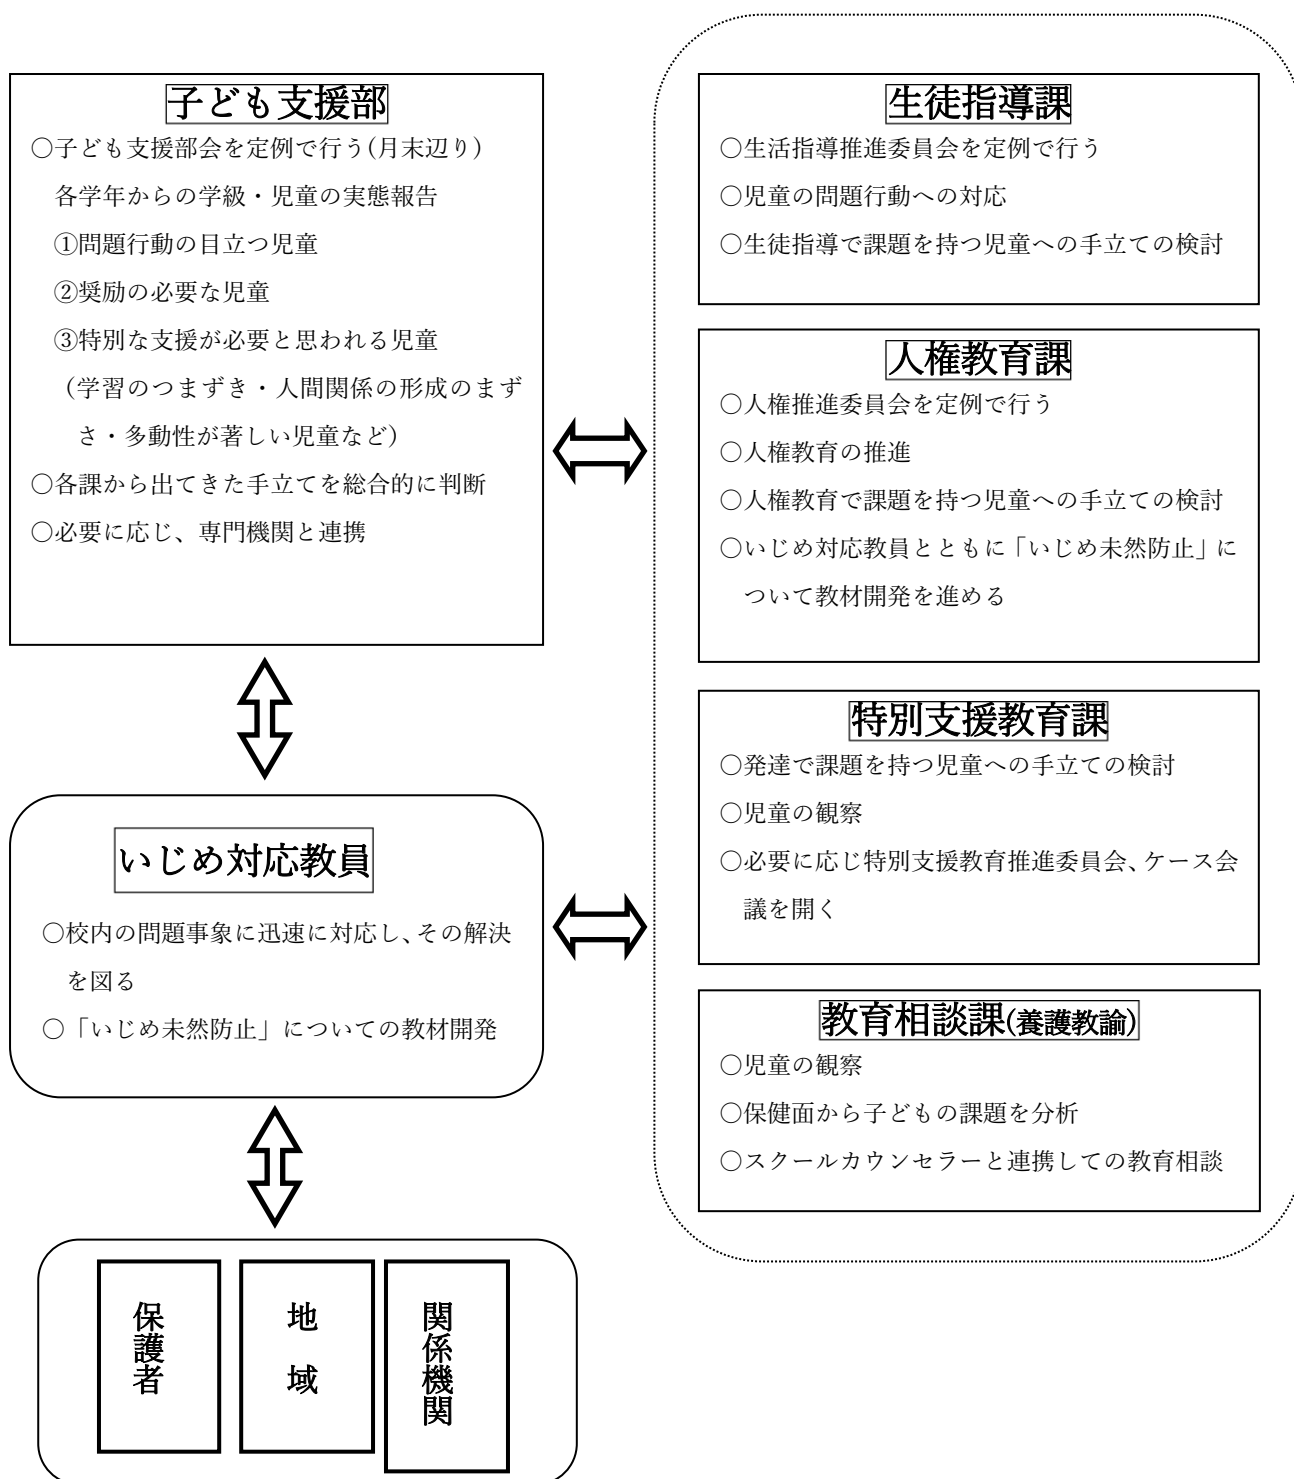 子ども支援部
○子ども支援部会を定例で行う(月末辺り)
各学年からの学級・児童の実態報告
①問題行動の目立つ児童
②奨励の必要な児童
③特別な支援が必要と思われる児童
(学習のつまずき・人間関係の形成のまず
さ・多動性が著しい児童など)
○各課から出てきた手立てを総合的に判断
○必要に応じ、専門機関と連携
いじめ対応教員
○校内の問題事象に迅速に対応し、その解決
を図る
○「いじめ未然防止」についての教材開発
保護者
地域
関係機関
生徒指導課
○生活指導推進委員会を定例で行う
○児童の問題行動への対応
○生徒指導で課題を持つ児童への手立ての検討
人権教育課
○人権推進委員会を定例で行う
○人権教育の推進
○人権教育で課題を持つ児童への手立ての検討
○いじめ対応教員とともに「いじめ未然防止」に
ついて教材開発を進める
特別支援教育課
○発達で課題を持つ児童への手立ての検討
○児童の観察
○必要に応じ特別支援教育推進委員会、ケース会
議を開く
教育相談課(養護教諭)
○児童の観察
○保健面から子どもの課題を分析
○スクールカウンセラーと連携しての教育相談